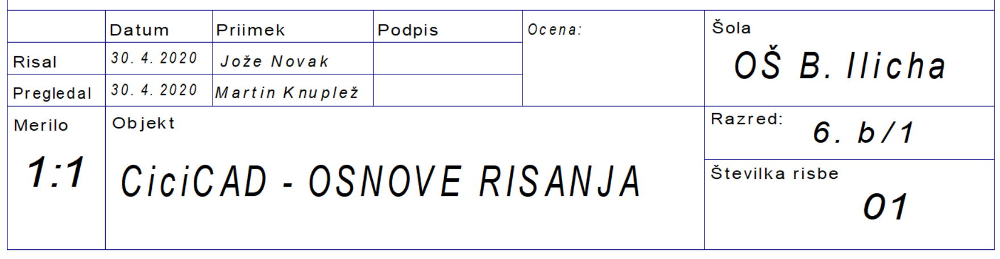 Datum Priimek Podpis Ocena: Šola
Risal 30. 4. 2020 Jože Novak
OŠ B. Ilicha
Pregledal 30. 4. 2020 Martin Knuplež
Merilo Objekt Razred: 6. b/1
1:1 CiciCAD - OSNOVE RISANJA
Številka risbe
01